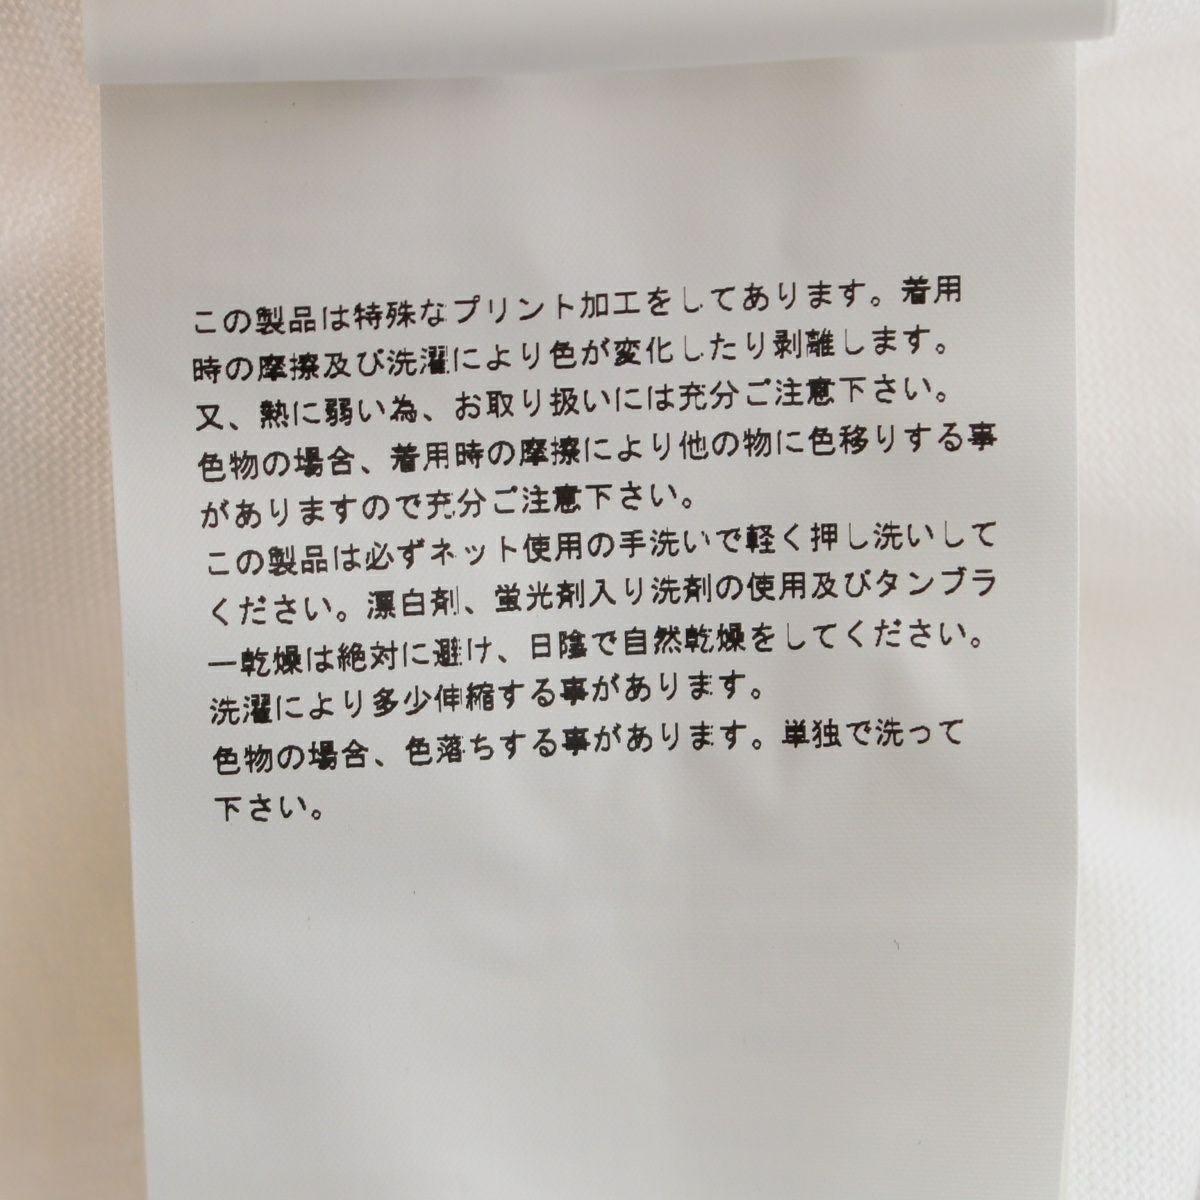 この製品は特殊なプリント加工をしてあります。着用
時の摩擦及び洗濯により色が変化したり剥離します。
又、熱に弱い為、お取り扱いには充分ご注意下さい。
色物の場合、着用時の摩擦により他の物に色移りする事
がありますので充分ご注意下さい。
この製品は必ずネット使用の手洗いで軽く押し洗いして
ください。漂白剤、蛍光剤入り洗剤の使用及びタンブラ
ー乾燥は絶対に避け、日陰で自然乾燥をしてください。
洗濯により多少伸縮する事があります。
色物の場合、色落ちする事があります。単独で洗って
下さい。